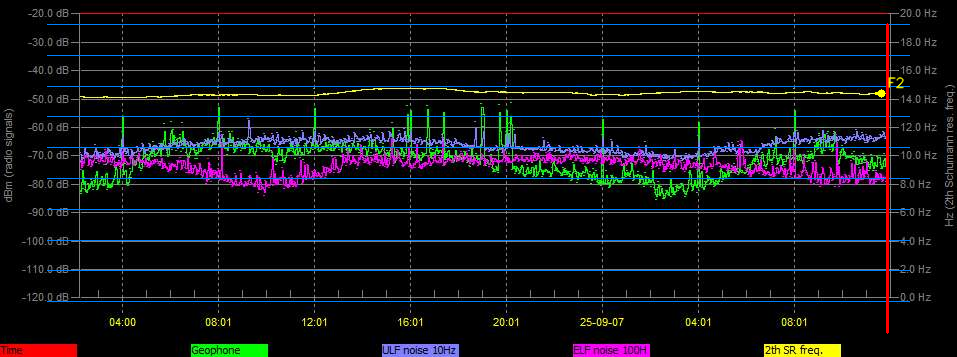 -20.0 dB 20.0 Hz
-30.0 dB 18.0 Hz
-40.0 dB 16.0 Hz
F2
-50.0 dB 14.0 Hz
-60.0 dB 12.0 Hz
-70.0 dB 10.0 Hz
-80.0 dB 8.0 Hz
-90.0 dB 6.0 Hz
-100.0 dB 4.0 Hz
-110.0 dB 2.0 Hz
-120.0 dB 0.0 Hz
dBm (radio signals)
Hz (2th Schumann res. freq.)
04:00 08:01 12:01 16:01 20:01 25-09-07 04:01 08:01
Time Geophone ULF noise 10Hz ELF noise 100H 2th SR freq.